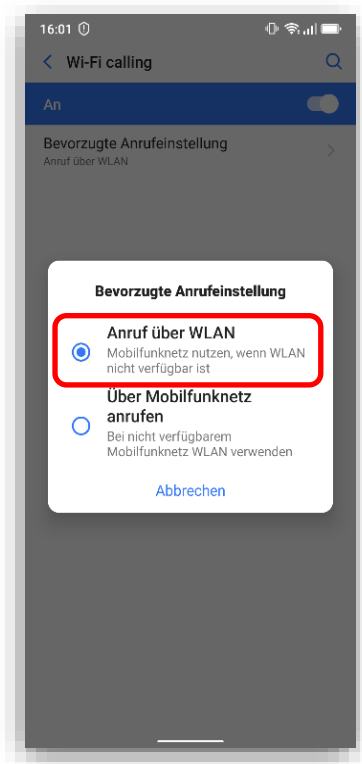 16:01
Wi-Fi calling
An
Bevorzugte Anrufeinstellung
Anruf über WLAN
Bevorzugte Anrufeinstellung
Anruf über WLAN
Mobilfunknetz nutzen, wenn WLAN
nicht verfügbar ist
Über Mobilfunknetz
anrufen
Bei nicht verfügbarem
Mobilfunknetz WLAN verwenden
Abbrechen